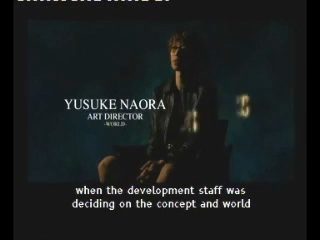 YUSUKE NAORA
ART DIRECTOR
-WORLD-
when the development staff was
deciding on the concept and world